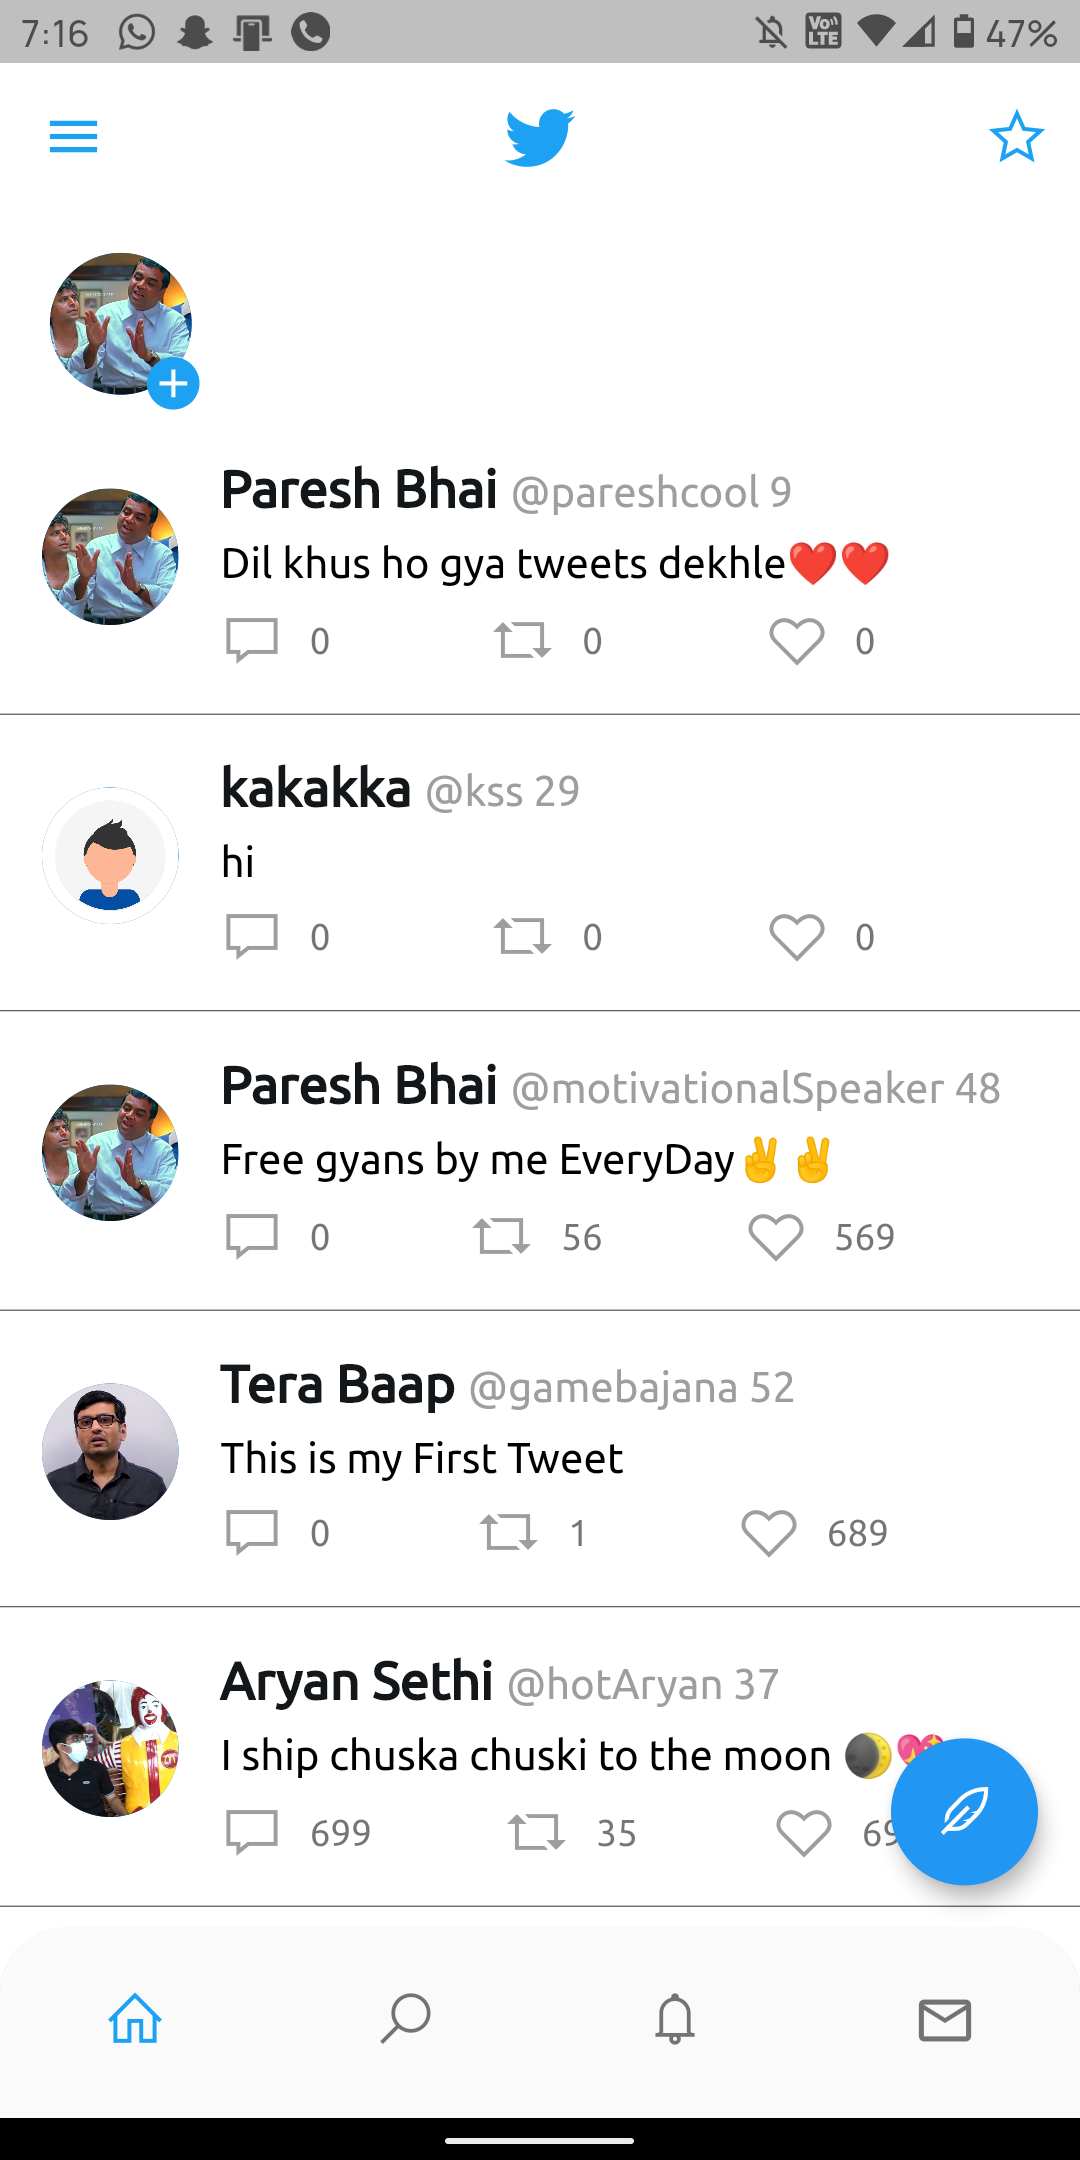 7:16 Vo)) LTE 47%
Paresh Bhai @pareshcool 9
Dil khus ho gya tweets dekhle❤️❤️
0 0 0
kakakka @kss 29
hi
0 0 0
Paresh Bhai @motivationalSpeaker 48
Free gyans by me EveryDay✌️✌️
0 56 569
Tera Baap @gamebajana 52
This is my First Tweet
0 1 689
Aryan Sethi @hotAryan 37
I ship chuska chuski to the moon 🌒💖
699 35